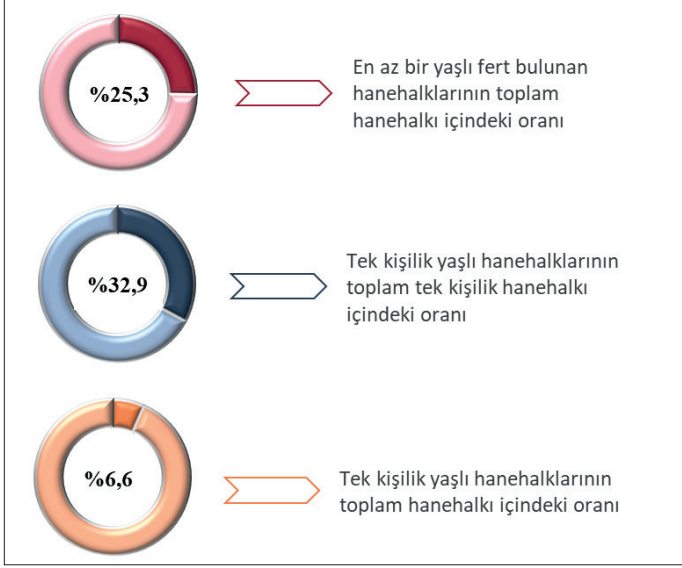 %25,3
En az bir yaşlı fert bulunan
hanehalklarının toplam
hanehalkı içindeki oranı
%32,9
Tek kişilik yaşlı hanehalklarının
toplam tek kişilik hanehalkı
içindeki oranı
%6,6
Tek kişilik yaşlı hanehalklarının
toplam hanehalkı içindeki oranı